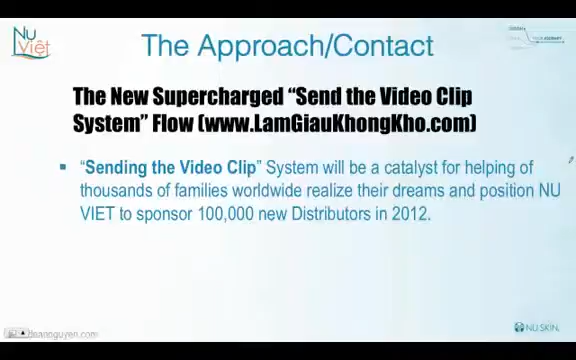 Nu
Việt
The Approach/Contact
The New Supercharged “Send the Video Clip
System” Flow (www.LamGiauKhongKho.com)
“Sending the Video Clip” System will be a catalyst for helping of
thousands of families worldwide realize their dreams and position NU
VIET to sponsor 100,000 new Distributors in 2012.
NU SKIN